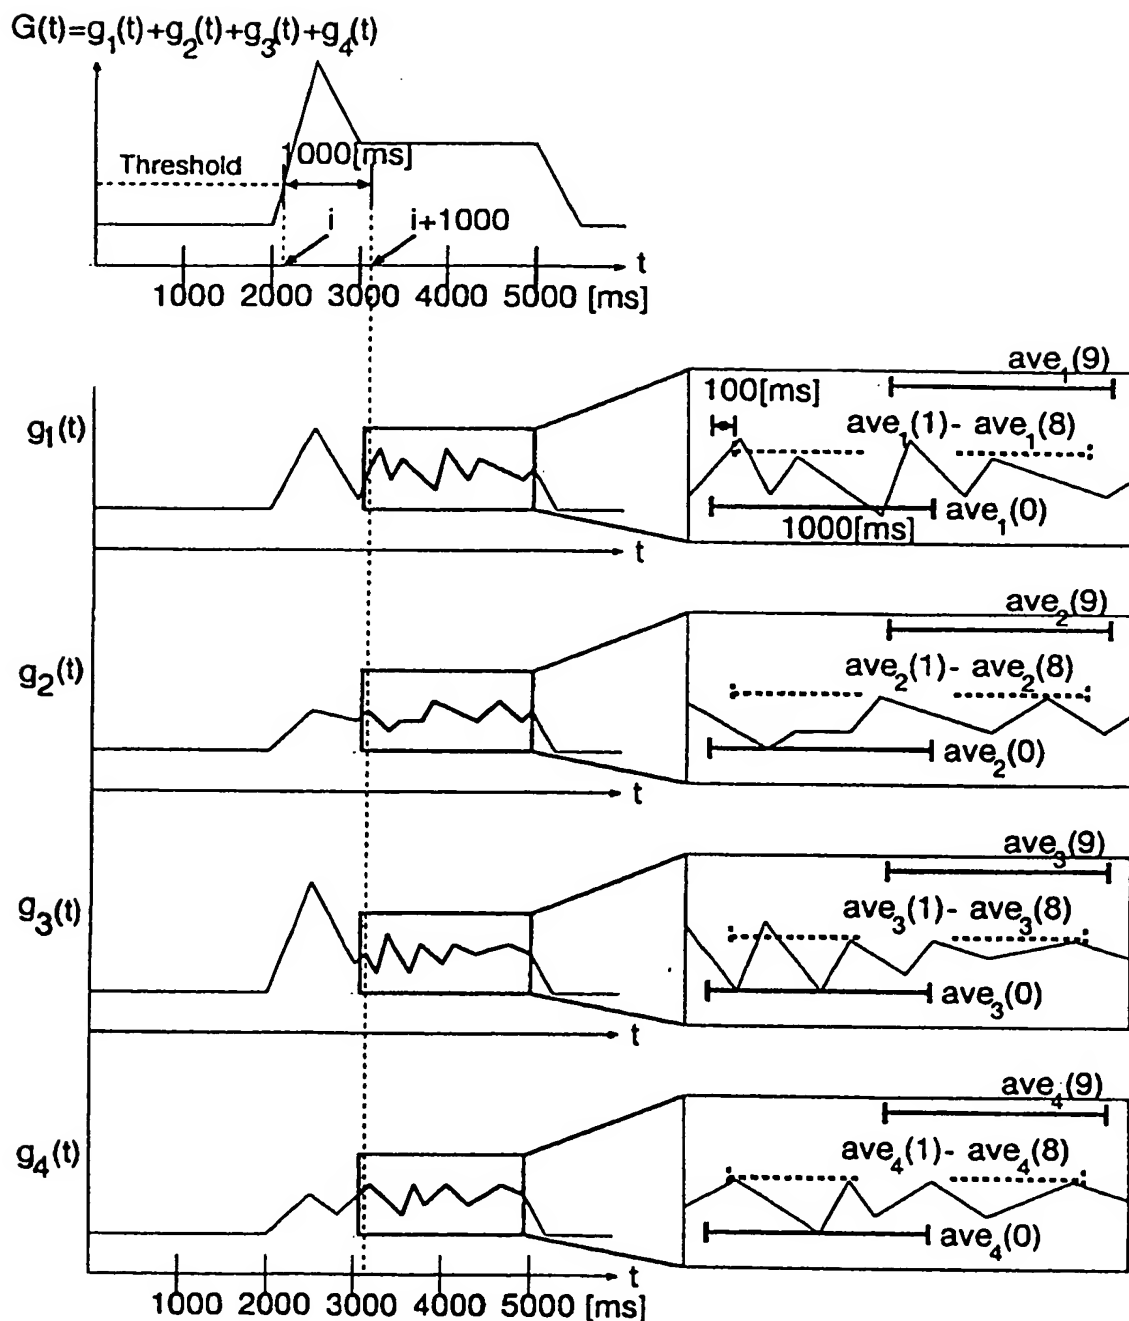 G(t)=g₁(t)+g₂(t)+g₃(t)+g₄(t)
Threshold
1000[ms]
i
i+1000
t
1000 2000 3000 4000 5000 [ms]
g₁(t)
t
ave₁(9)
100[ms]
ave₁(1)- ave₁(8)
ave₁(0)
1000[ms]
g₂(t)
t
ave₂(9)
ave₂(1)- ave₂(8)
ave₂(0)
g₃(t)
t
ave₃(9)
ave₃(1)- ave₃(8)
ave₃(0)
g₄(t)
t
ave₄(9)
ave₄(1)- ave₄(8)
ave₄(0)
1000 2000 3000 4000 5000 [ms]